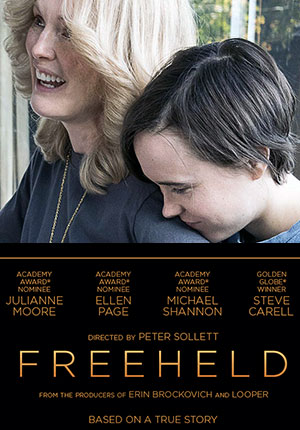 ACADEMY AWARD® NOMINEE JULIANNE MOORE
ACADEMY AWARD® NOMINEE ELLEN PAGE
ACADEMY AWARD® NOMINEE MICHAEL SHANNON
GOLDEN GLOBE® WINNER STEVE CARELL
DIRECTED BY PETER SOLLETT
FREEHELD
FROM THE PRODUCERS OF ERIN BROCKOVICH AND LOOPER
BASED ON A TRUE STORY